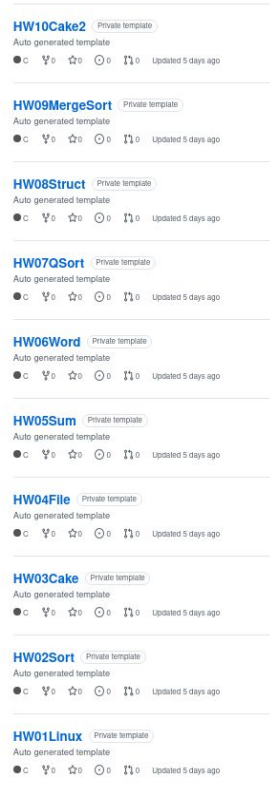 HW10Cake2 Private template
Auto generated template
C 0 0 0 0 Updated 5 days ago
HW09MergeSort Private template
Auto generated template
C 0 0 0 0 Updated 5 days ago
HW08Struct Private template
Auto generated template
C 0 0 0 0 Updated 5 days ago
HW07QSort Private template
Auto generated template
C 0 0 0 0 Updated 5 days ago
HW06Word Private template
Auto generated template
C 0 0 0 0 Updated 5 days ago
HW05Sum Private template
Auto generated template
C 0 0 0 0 Updated 5 days ago
HW04File Private template
Auto generated template
C 0 0 0 0 Updated 5 days ago
HW03Cake Private template
Auto generated template
C 0 0 0 0 Updated 5 days ago
HW02Sort Private template
Auto generated template
C 0 0 0 0 Updated 5 days ago
HW01Linux Private template
Auto generated template
C 0 0 0 0 Updated 5 days ago